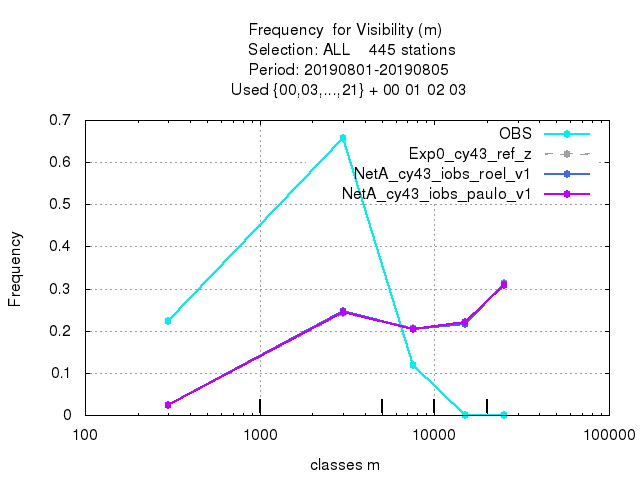 Frequency  for Visibility (m)
Selection: ALL    445 stations
Period: 20190801-20190805
Used {00,03,...,21} + 00 01 02 03
OBS
Exp0_cy43_ref_z
NetA_cy43_iobs_roel_v1
NetA_cy43_iobs_paulo_v1
0.7
0.6
0.5
0.4
0.3
0.2
0.1
0
Frequency
100 1000 10000 100000
classes m